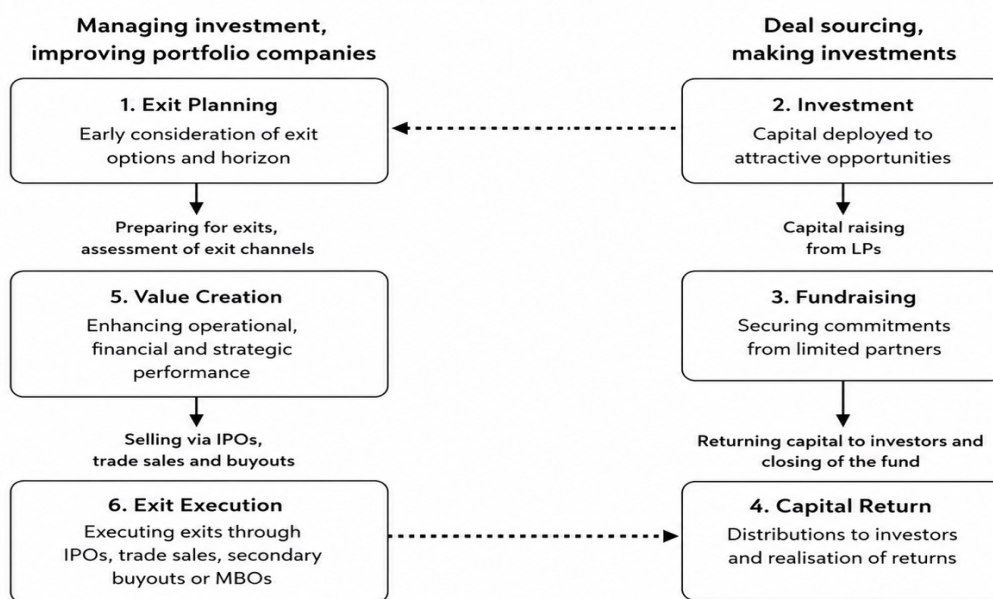 Managing investment,
improving portfolio companies
Deal sourcing,
making investments
1. Exit Planning
Early consideration of exit
options and horizon
2. Investment
Capital deployed to
attractive opportunities
Preparing for exits,
assessment of exit channels
Capital raising
from LPs
5. Value Creation
Enhancing operational,
financial and strategic
performance
3. Fundraising
Securing commitments
from limited partners
Selling via IPOs,
trade sales and buyouts
Returning capital to investors and
closing of the fund
6. Exit Execution
Executing exits through
IPOs, trade sales, secondary
buyouts or MBOs
4. Capital Return
Distributions to investors
and realisation of returns